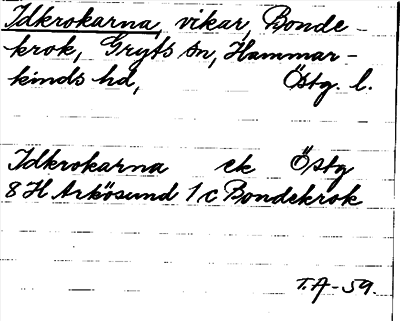 Idkrokarna, vikar, Bonde-
krok, Gryts sn, Hammar-
kinds hd, Östg. l.
Idkrokarna ek Östg
8 H Arkösund 1 c Bondekrok
T.A-59.